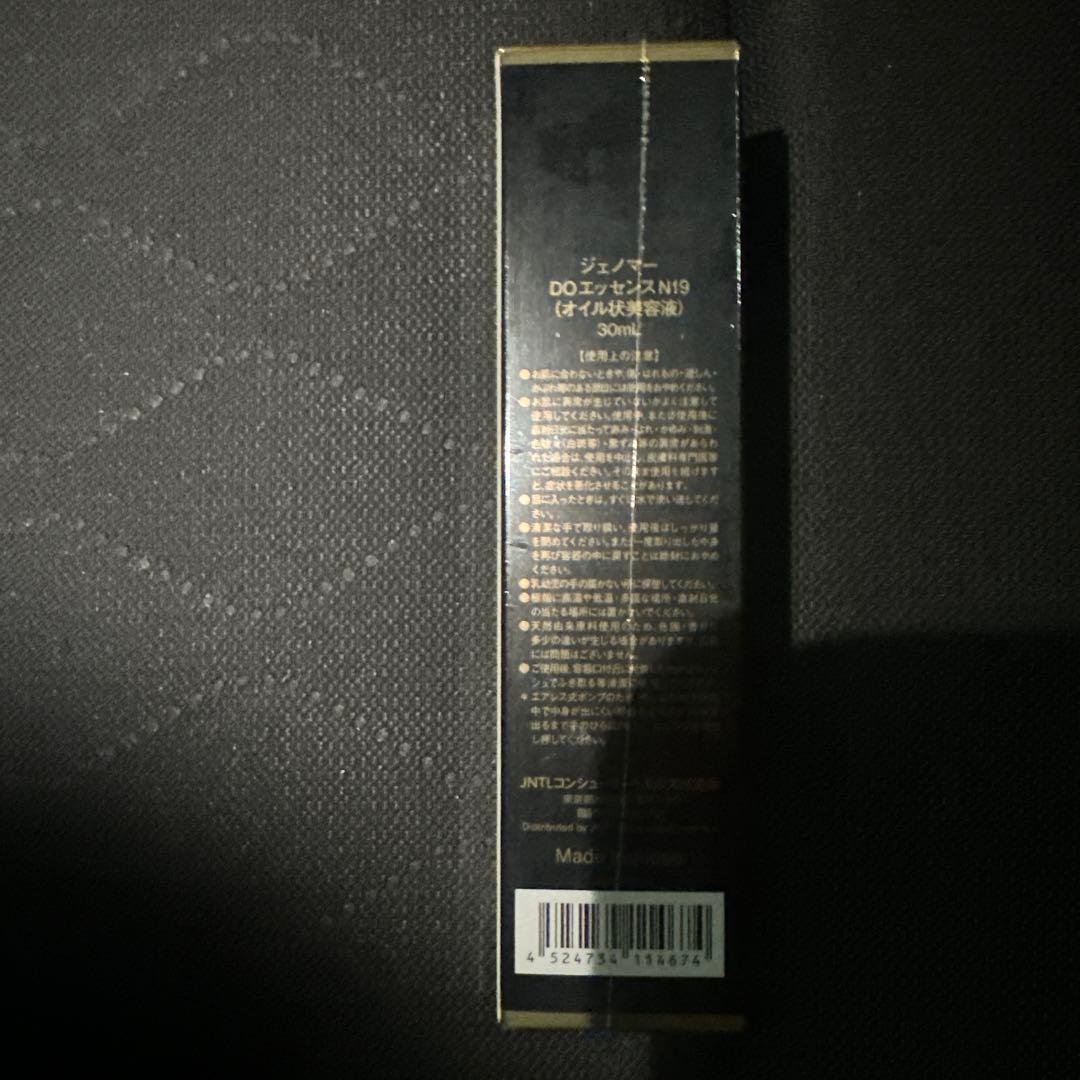 ジェノマー
DOエッセンスN19
(オイル状美容液)
30mL
【使用上の注意】
●お肌に合わないときや、傷・はれもの・湿しん・
かぶれ等のある部位には使用をおやめください。
●お肌に異常が生じていないかよく注意して
使用してください。使用中、または使用後に
直射日光に当たって赤み・はれ・かゆみ・刺激・
色抜け(白斑等)・黒ずみ等の異常があらわ
れた場合は、使用を中止し、皮膚科専門医等
にご相談ください。そのまま使用を続けます
と、症状を悪化させることがあります。
●目に入ったときは、すぐに水で洗い流してくだ
さい。
●清潔な手で取り扱い、使用後はしっかり蓋
を閉めてください。また一度取り出した中身
を再び容器の中に戻すことは絶対におやめ
ください。
●乳幼児の手の届かない所に保管してください。
●極端に高温や低温・多湿な場所・直射日光
の当たる場所には置かないでください。
●天然由来原料使用のため、色調・香り
多少の違いが生じる場合があります
には問題はございません。
●ご使用後、容器口付近に
シュでふき取る等清潔
*エアレス式ポンプのため
中で中身が出にくい
出るまで手のひら
し押してください。
JNTLコンシューマー
東京都
Distributed by
Made
4 524734 114674